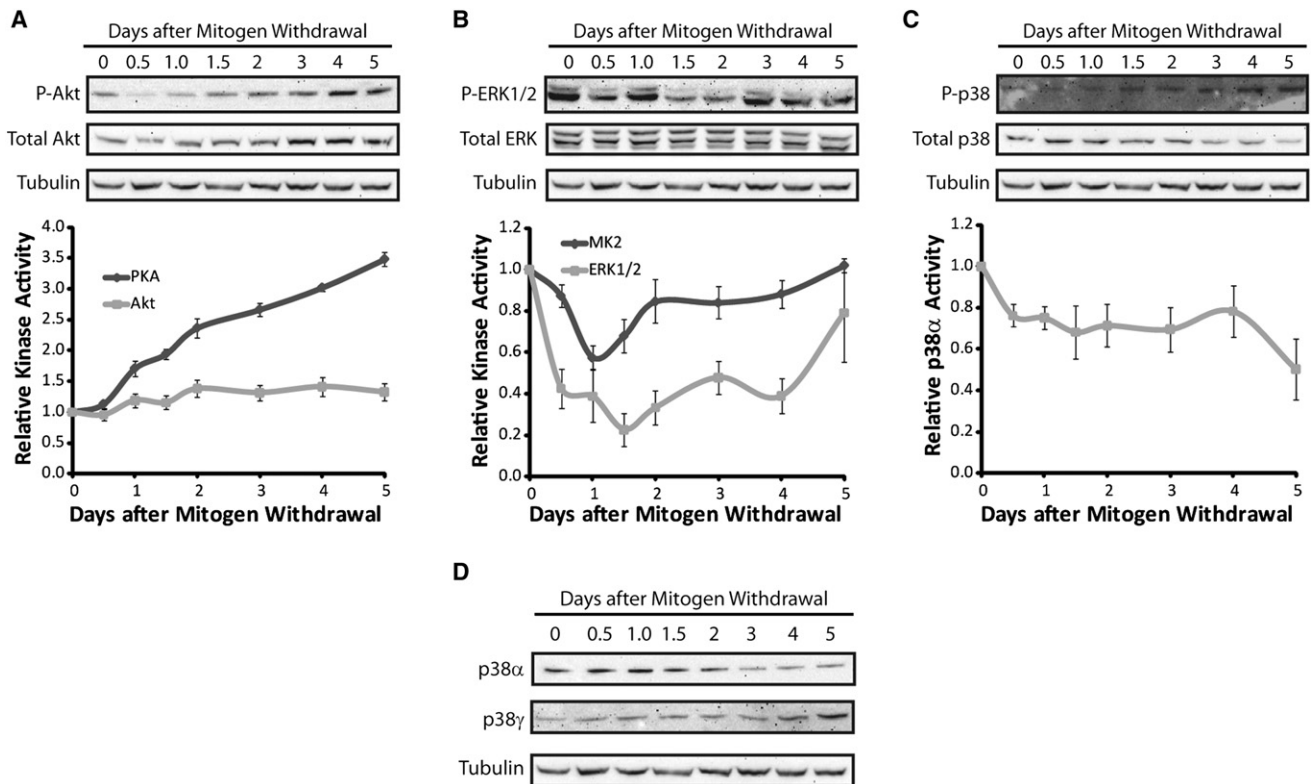 A
Days after Mitogen Withdrawal
0 0.5 1.0 1.5 2 3 4 5
P-Akt
Total Akt
Tubulin
Relative Kinase Activity
4.0
3.5
3.0
2.5
2.0
1.5
1.0
0.5
0.0
PKA
Akt
0 1 2 3 4 5
Days after Mitogen Withdrawal
B
Days after Mitogen Withdrawal
0 0.5 1.0 1.5 2 3 4 5
P-ERK1/2
Total ERK
Tubulin
Relative Kinase Activity
1.2
1.0
0.8
0.6
0.4
0.2
0.0
MK2
ERK1/2
0 1 2 3 4 5
Days after Mitogen Withdrawal
C
Days after Mitogen Withdrawal
0 0.5 1.0 1.5 2 3 4 5
P-p38
Total p38
Tubulin
Relative p38α Activity
1.2
1.0
0.8
0.6
0.4
0.2
0.0
0 1 2 3 4 5
Days after Mitogen Withdrawal
D
Days after Mitogen Withdrawal
0 0.5 1.0 1.5 2 3 4 5
p38α
p38γ
Tubulin